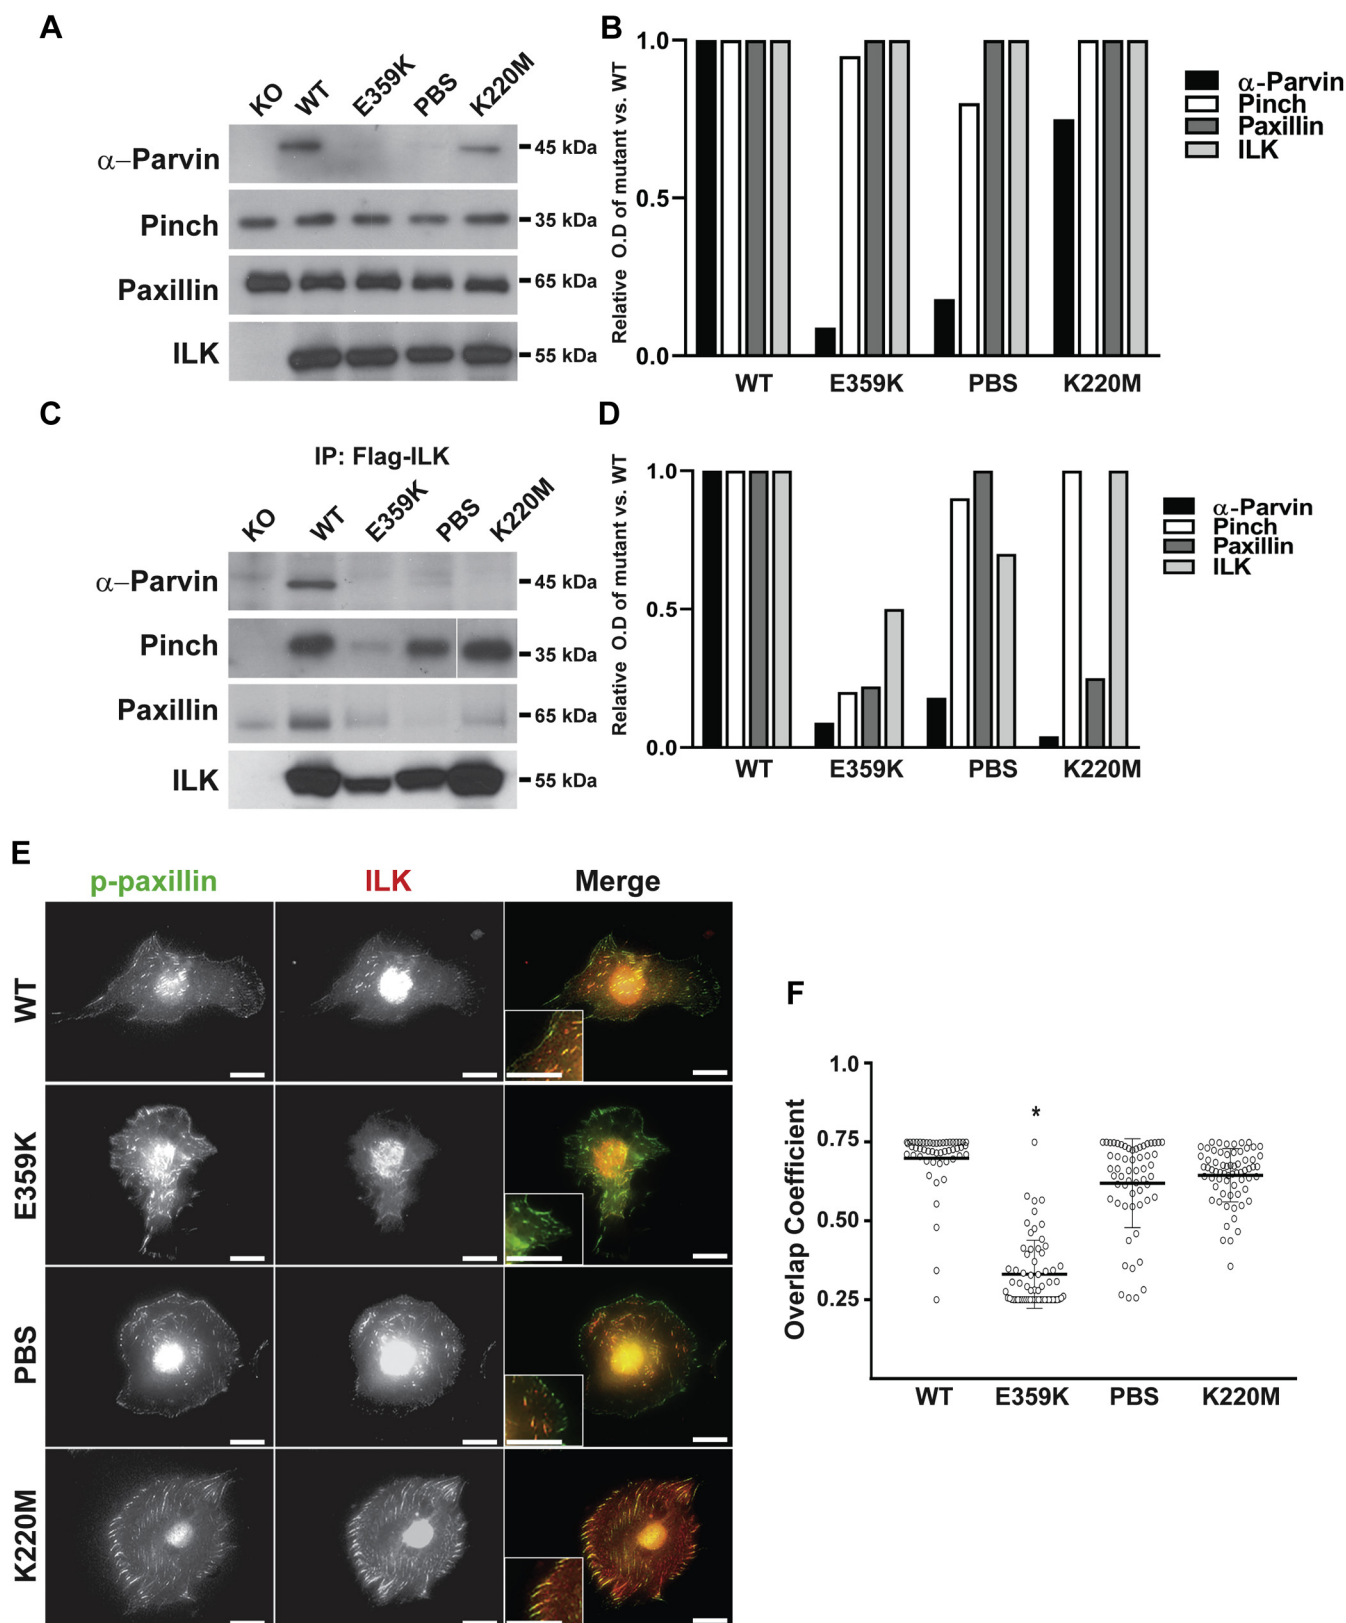 A
KO WT E359K PBS K220M
α–Parvin
45 kDa
Pinch
35 kDa
Paxillin
65 kDa
ILK
55 kDa
B
Relative O.D of mutant vs. WT
1.0
0.5
0.0
WT E359K PBS K220M
α-Parvin
Pinch
Paxillin
ILK
C
IP: Flag-ILK
KO WT E359K PBS K220M
α–Parvin
45 kDa
Pinch
35 kDa
Paxillin
65 kDa
ILK
55 kDa
D
Relative O.D of mutant vs. WT
1.0
0.5
0.0
WT E359K PBS K220M
α-Parvin
Pinch
Paxillin
ILK
E
p-paxillin ILK Merge
WT
E359K
PBS
K220M
F
Overlap Coefficient
1.0
0.75
0.50
0.25
*
WT E359K PBS K220M